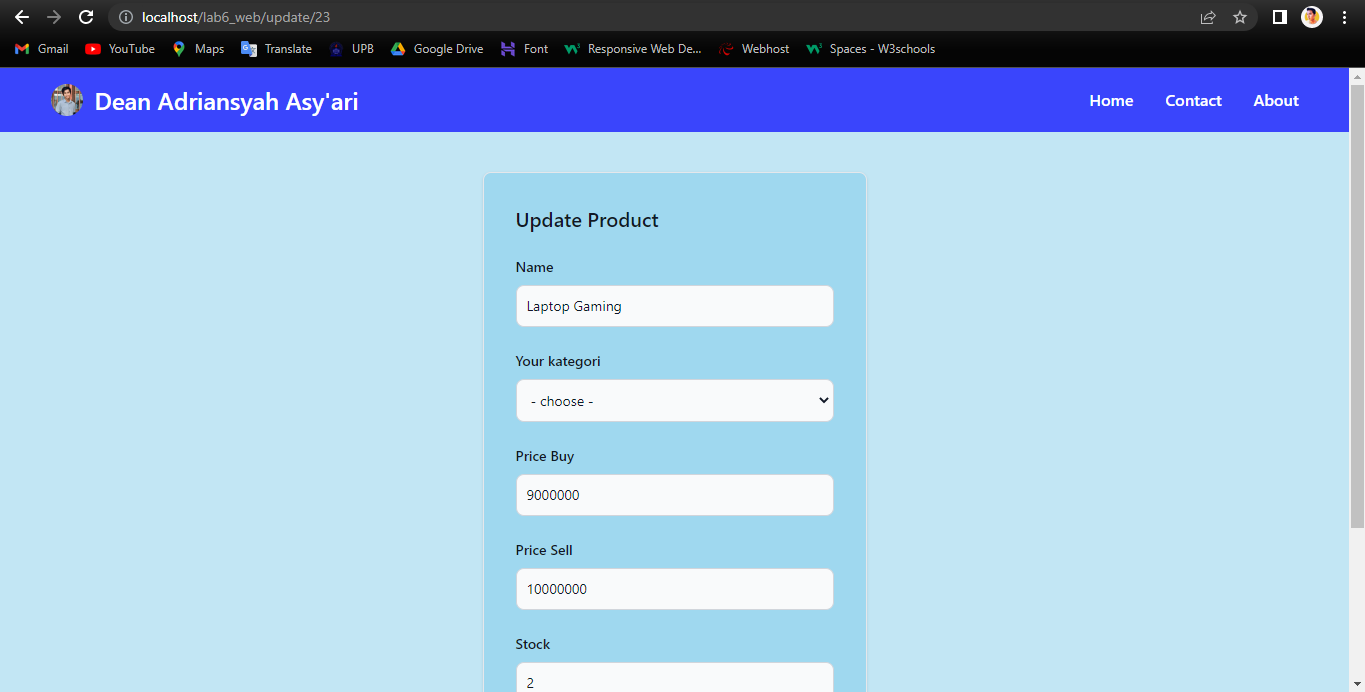 localhost/lab6_web/update/23
Gmail YouTube Maps Translate UPB Google Drive Font Responsive Web De... Webhost Spaces - W3schools
Dean Adriansyah Asy'ari Home Contact About
Update Product
Name
Laptop Gaming
Your kategori
- choose -
Price Buy
9000000
Price Sell
10000000
Stock
2